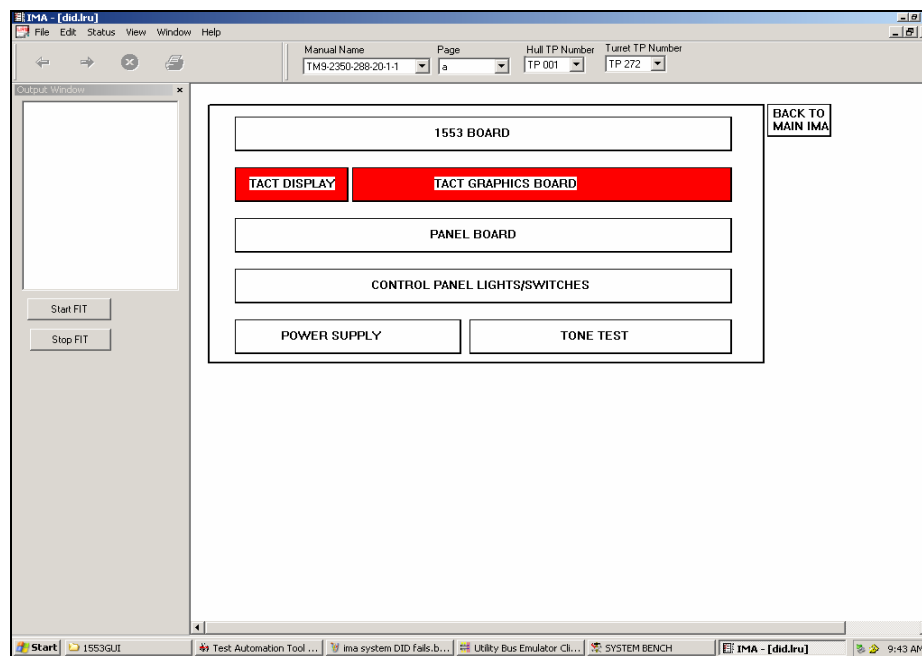 IMA - [did.lru]
File Edit Status View Window Help
Manual Name Page Hull TP Number Turret TP Number
TM9-2350-288-20-1-1 a TP 001 TP 272
Output Window
BACK TO
MAIN IMA
1553 BOARD
TACT DISPLAY TACT GRAPHICS BOARD
PANEL BOARD
CONTROL PANEL LIGHTS/SWITCHES
Start FIT
Stop FIT
POWER SUPPLY TONE TEST
Start 1553GUI Test Automation Tool ... ima system DID fails.b... Utility Bus Emulator Cli... SYSTEM BENCH IMA - [did.lru] 9:43 AM